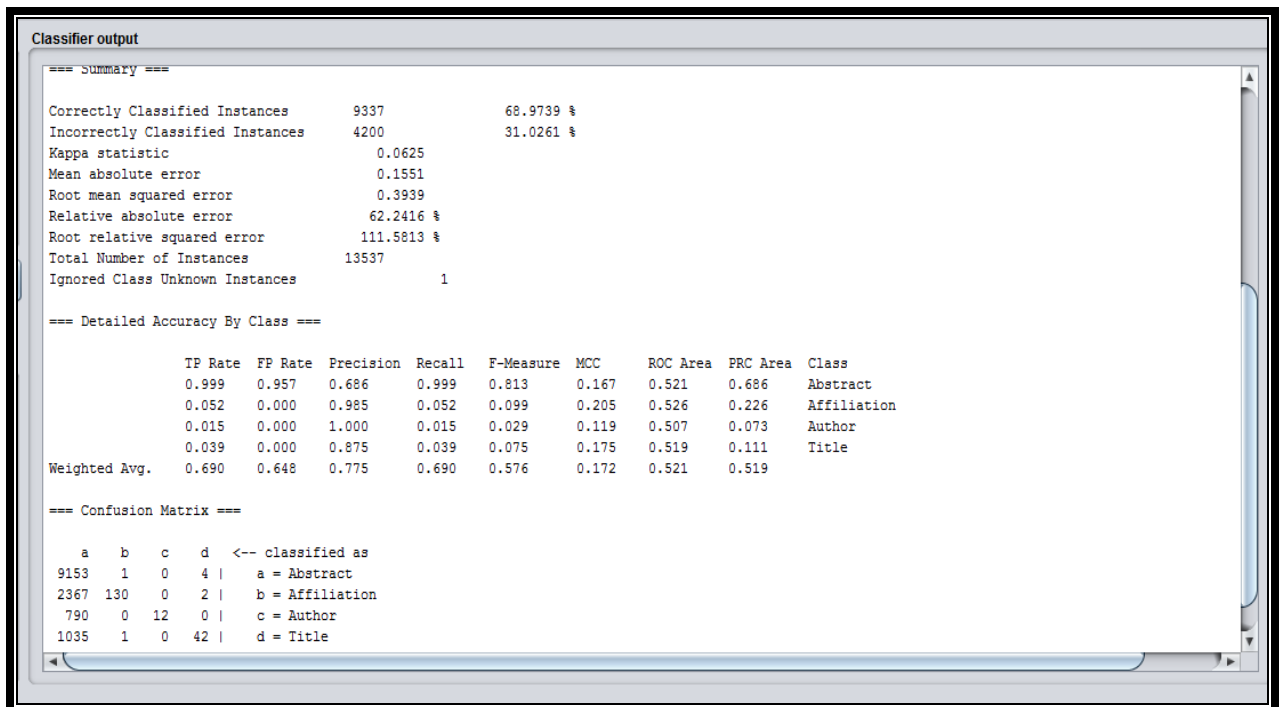 Classifier output
=== Summary ===
Correctly Classified Instances 9337 68.9739 %
Incorrectly Classified Instances 4200 31.0261 %
Kappa statistic 0.0625
Mean absolute error 0.1551
Root mean squared error 0.3939
Relative absolute error 62.2416 %
Root relative squared error 111.5813 %
Total Number of Instances 13537
Ignored Class Unknown Instances 1
=== Detailed Accuracy By Class ===
TP Rate FP Rate Precision Recall F-Measure MCC ROC Area PRC Area Class
0.999 0.957 0.686 0.999 0.813 0.167 0.521 0.686 Abstract
0.052 0.000 0.985 0.052 0.099 0.205 0.526 0.226 Affiliation
0.015 0.000 1.000 0.015 0.029 0.119 0.507 0.073 Author
0.039 0.000 0.875 0.039 0.075 0.175 0.519 0.111 Title
Weighted Avg. 0.690 0.648 0.775 0.690 0.576 0.172 0.521 0.519
=== Confusion Matrix ===
a b c d <-- classified as
9153 1 0 4 | a = Abstract
2367 130 0 2 | b = Affiliation
790 0 12 0 | c = Author
1035 1 0 42 | d = Title